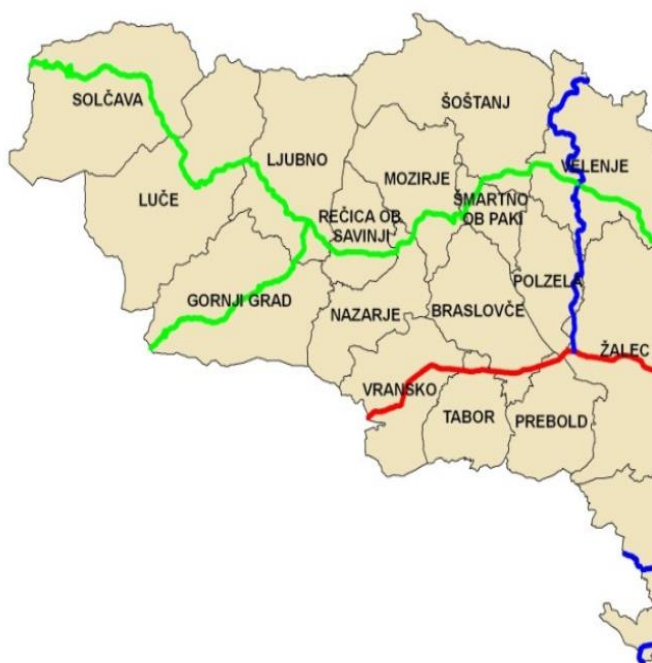 SOLČAVA
ŠOŠTANJ
LJUBNO
VELENJE
MOZIRJE
LUČE
ŠMARTNO
OB PAKI
REČICA OB
SAVINJI
POLZELA
GORNJI GRAD
NAZARJE
BRASLOVČE
ŽALEC
VRANSKO
TABOR
PREBOLD